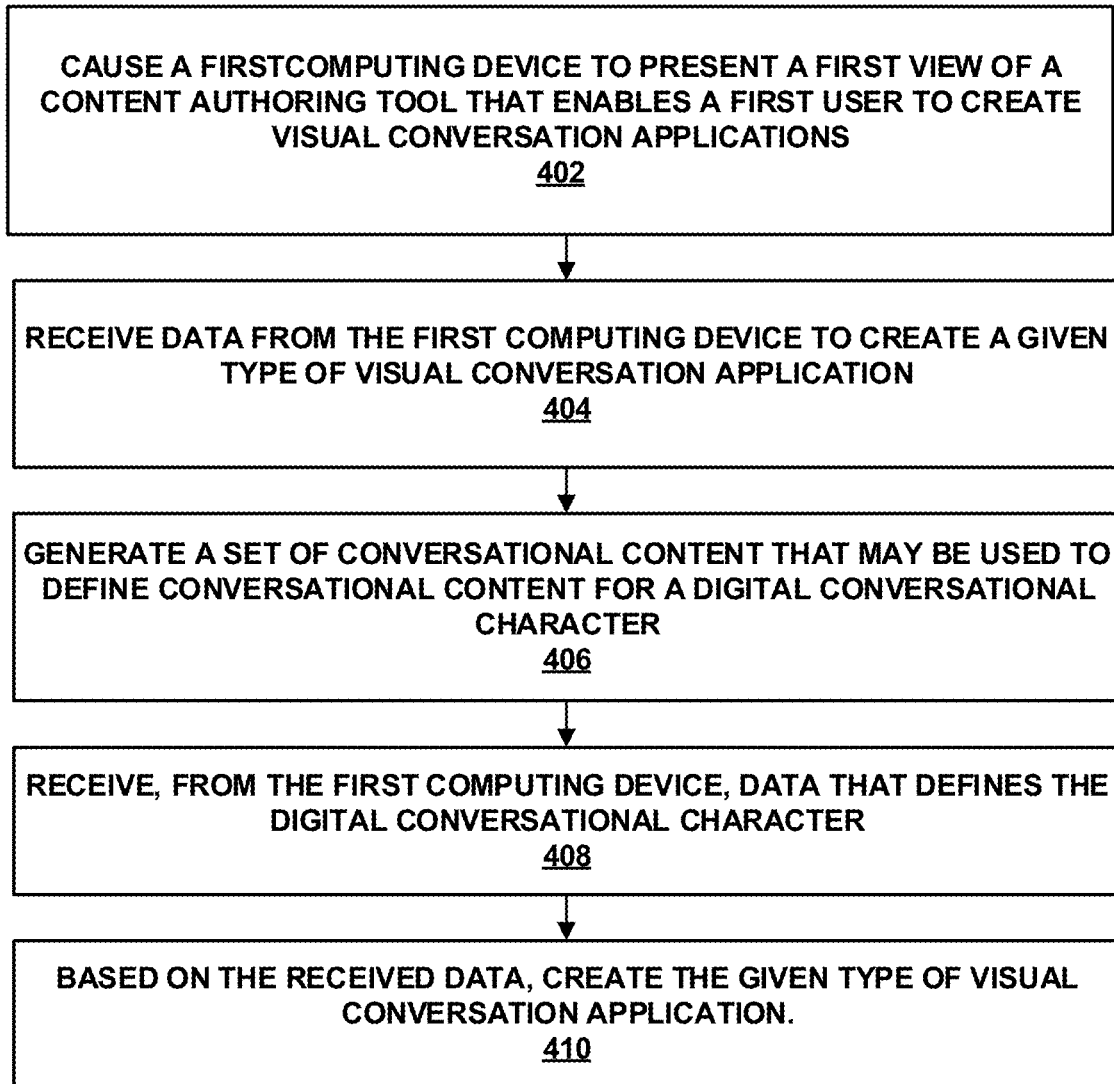 CAUSE A FIRSTCOMPUTING DEVICE TO PRESENT A FIRST VIEW OF A
CONTENT AUTHORING TOOL THAT ENABLES A FIRST USER TO CREATE
VISUAL CONVERSATION APPLICATIONS
402
RECEIVE DATA FROM THE FIRST COMPUTING DEVICE TO CREATE A GIVEN
TYPE OF VISUAL CONVERSATION APPLICATION
404
GENERATE A SET OF CONVERSATIONAL CONTENT THAT MAY BE USED TO
DEFINE CONVERSATIONAL CONTENT FOR A DIGITAL CONVERSATIONAL
CHARACTER
406
RECEIVE, FROM THE FIRST COMPUTING DEVICE, DATA THAT DEFINES THE
DIGITAL CONVERSATIONAL CHARACTER
408
BASED ON THE RECEIVED DATA, CREATE THE GIVEN TYPE OF VISUAL
CONVERSATION APPLICATION.
410